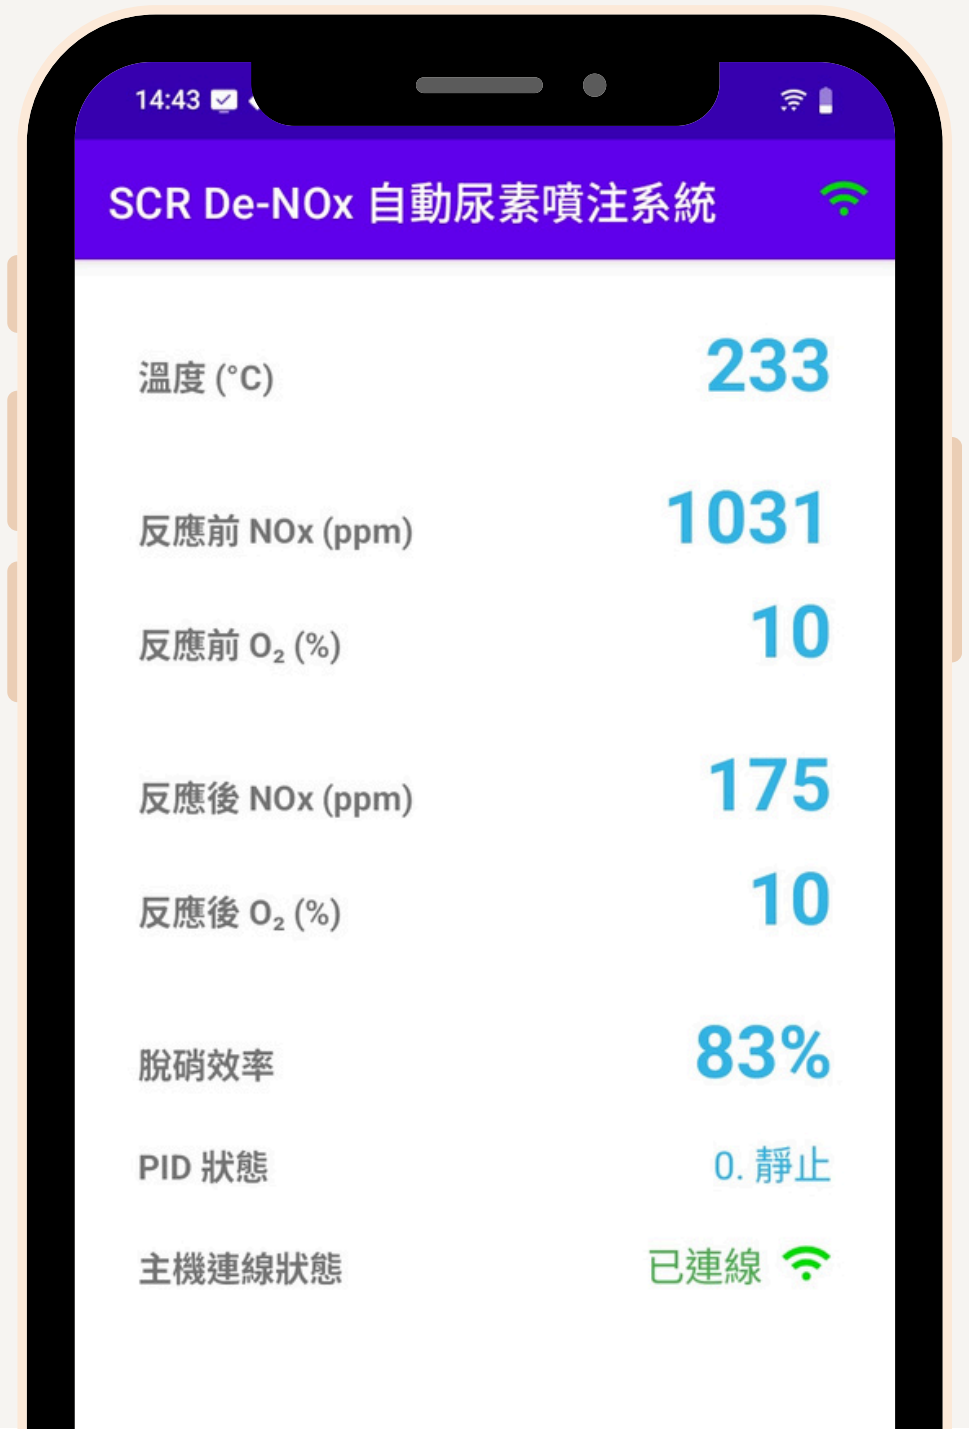 14:43
SCR De-NOx 自動尿素噴注系統
溫度 (°C) 233
反應前 NOx (ppm) 1031
反應前 O₂ (%) 10
反應後 NOx (ppm) 175
反應後 O₂ (%) 10
脫硝效率 83%
PID 狀態 0. 靜止
主機連線狀態 已連線